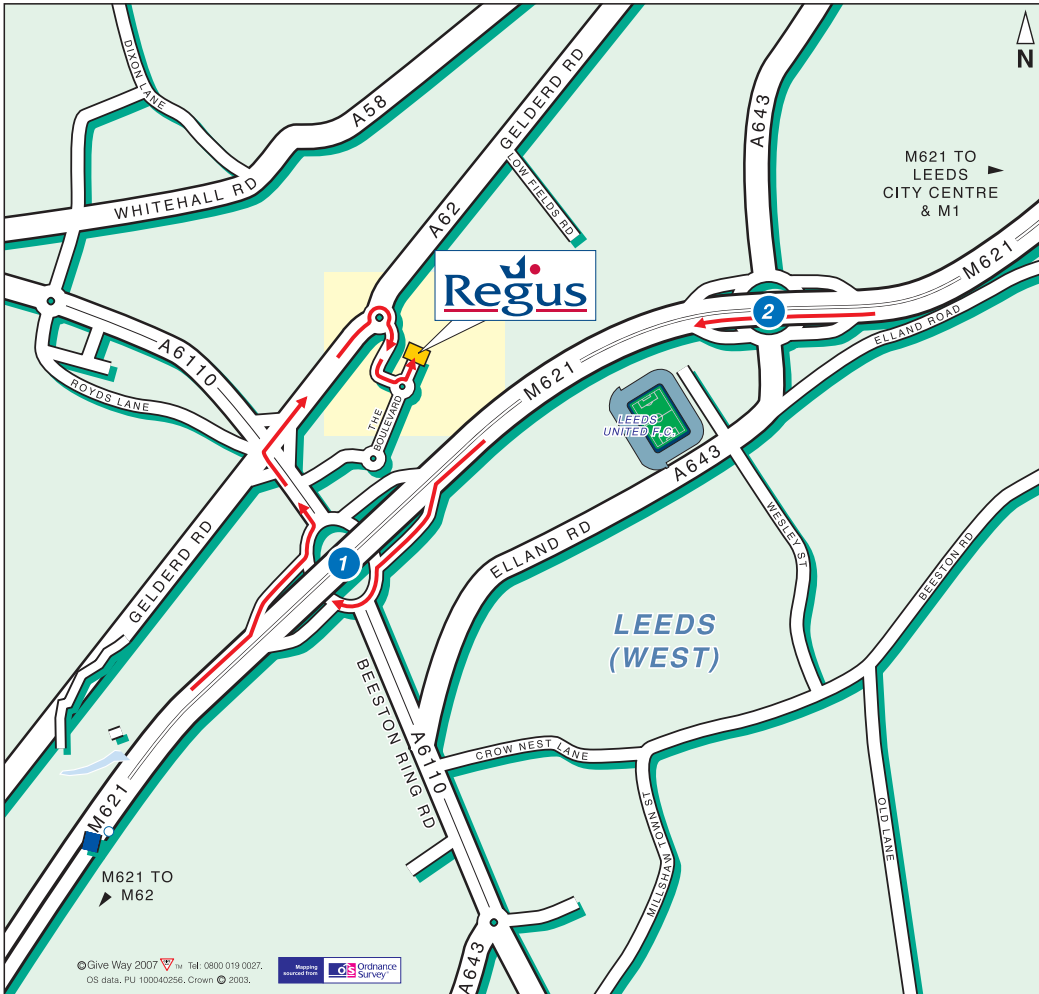 N
DIXON LANE
A58
GELDERD RD
A643
WHITEHALL RD
LOW FIELDS RD
M621 TO
LEEDS
CITY CENTRE
& M1
A62
Regus
M621
2
ELLAND ROAD
A6110
M621
ROYDS LANE
THE
BOULEVARD
LEEDS
UNITED F.C.
A643
WESLEY ST
ELLAND RD
BEESTON RD
GELDERD RD
1
LEEDS
(WEST)
BEESTON RING RD
A6110
CROW NEST LANE
MILLSHAW TOWN ST
OLD LANE
M621
M621 TO
M62
A643
©Give Way 2007 TM Tel: 0800 019 0027.
OS data. PU 100040256. Crown © 2003.
Mapping
sourced from
OS Ordnance
Survey®